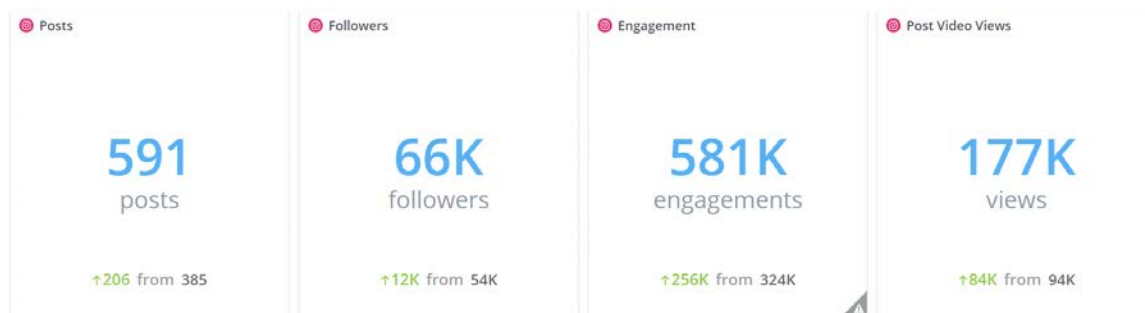 Posts
591
posts
↑206 from 385
Followers
66K
followers
↑12K from 54K
Engagement
581K
engagements
↑256K from 324K
Post Video Views
177K
views
↑84K from 94K